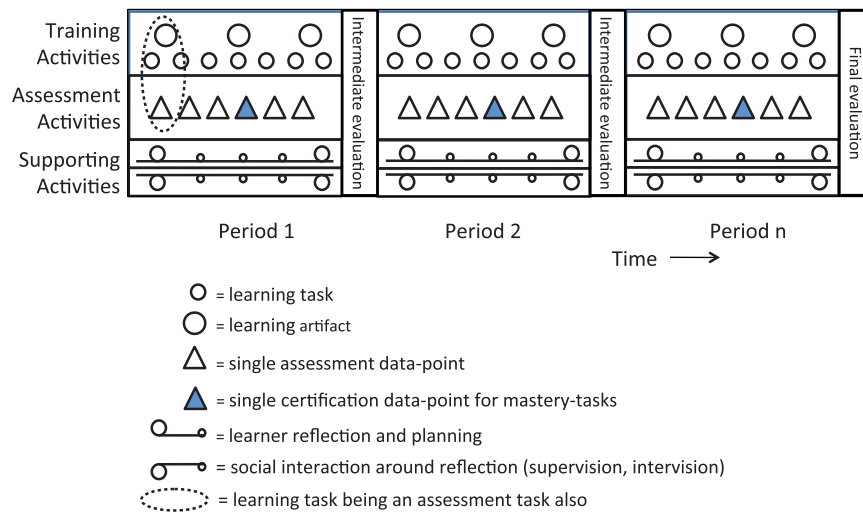 Training
Activities
Assessment
Activities
Supporting
Activities
Intermediate evaluation
Intermediate evaluation
Final evaluation
Period 1
Period 2
Period n
Time
= learning task
= learning artifact
= single assessment data-point
= single certification data-point for mastery-tasks
= learner reflection and planning
= social interaction around reflection (supervision, intervision)
= learning task being an assessment task also